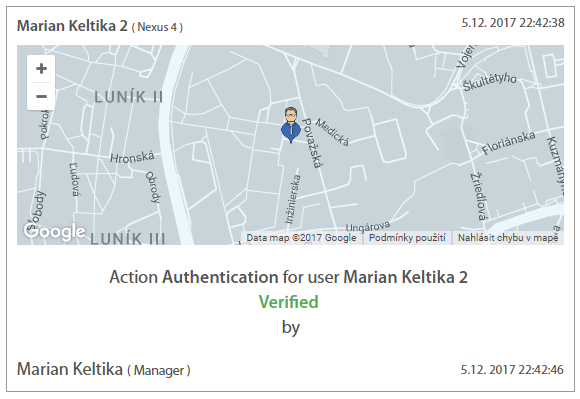 Marian Keltika 2 ( Nexus 4 )
5.12. 2017 22:42:38
+
−
LUNÍK II
Vojen
Škultétyho
Pokrok
Medická
Považská
Floriánska
Kuzmányho
Hronská
Ľudová
Obrody
Inžinierska
Žriedlová
Slobody
Ungárova
LUNÍK III
Google
Data map ©2017 Google
Podmínky použití
Nahlásit chybu v mapě
Action Authentication for user Marian Keltika 2
Verified
by
Marian Keltika ( Manager )
5.12. 2017 22:42:46